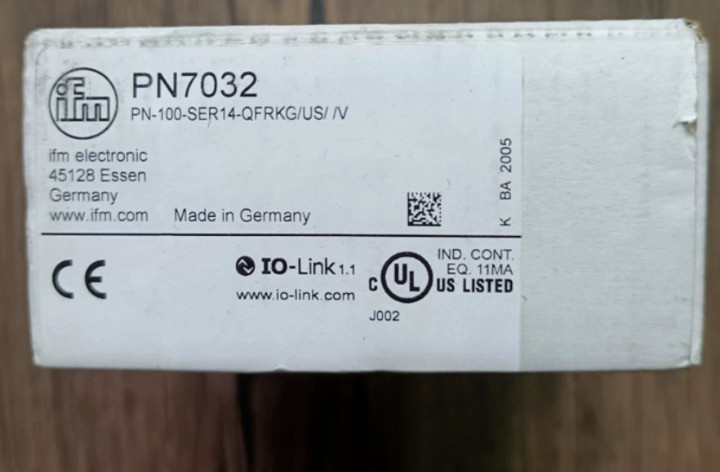 ifm
PN7032
PN-100-SER14-QFRKG/US/ /V
ifm electronic
45128 Essen
Germany
www.ifm.com
Made in Germany
K BA 2005
CE
IO-Link 1.1
www.io-link.com
C UL US LISTED
IND. CONT.
EQ. 11MA
J002